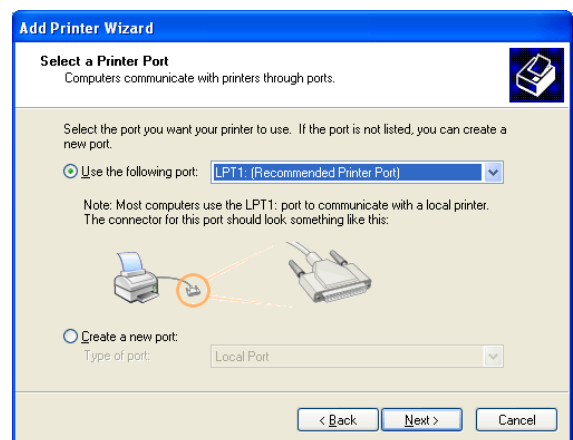 Add Printer Wizard
Select a Printer Port
Computers communicate with printers through ports.
Select the port you want your printer to use. If the port is not listed, you can create a
new port.
Use the following port: LPT1: (Recommended Printer Port)
Note: Most computers use the LPT1: port to communicate with a local printer.
The connector for this port should look something like this:
Create a new port:
Type of port: Local Port
< Back Next > Cancel